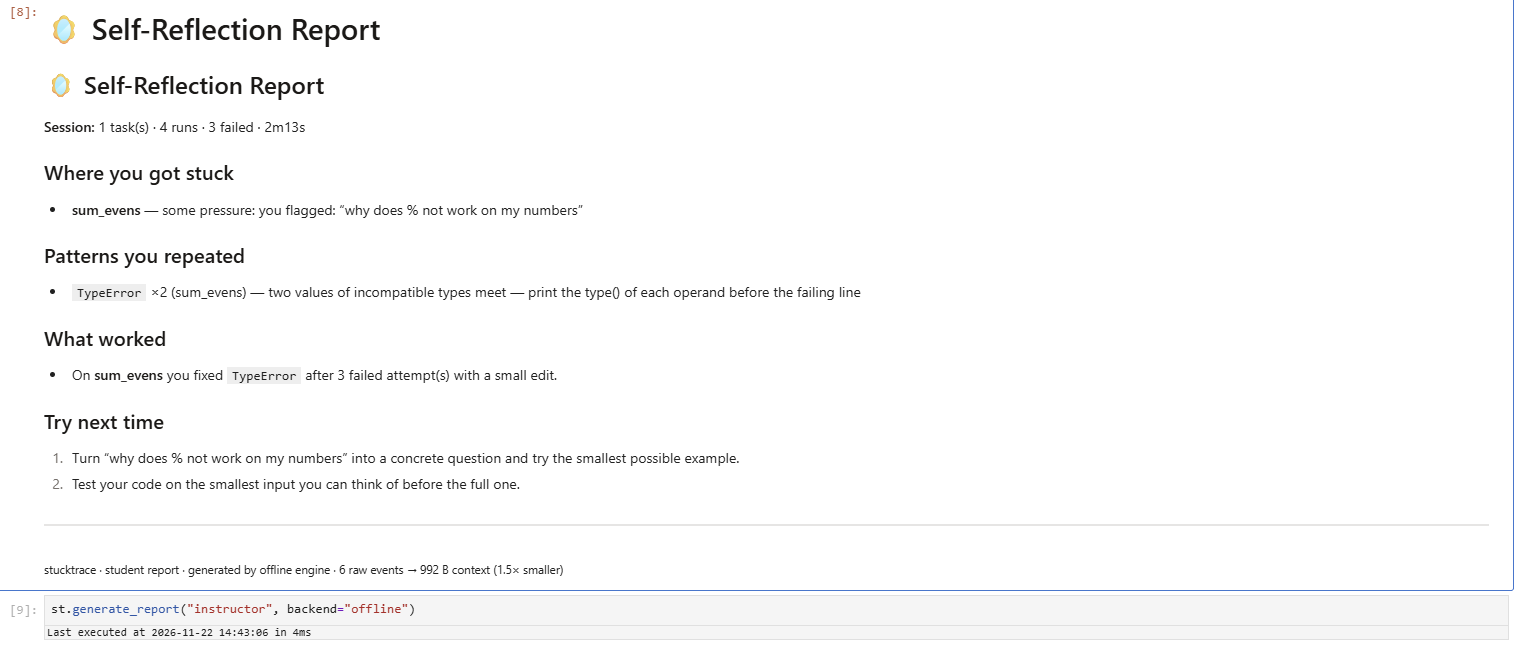 [8]:
🪞 Self-Reflection Report
🪞 Self-Reflection Report
Session: 1 task(s) · 4 runs · 3 failed · 2m13s
Where you got stuck
• sum_evens — some pressure: you flagged: “why does % not work on my numbers”
Patterns you repeated
• TypeError ×2 (sum_evens) — two values of incompatible types meet — print the type() of each operand before the failing line
What worked
• On sum_evens you fixed TypeError after 3 failed attempt(s) with a small edit.
Try next time
1. Turn “why does % not work on my numbers” into a concrete question and try the smallest possible example.
2. Test your code on the smallest input you can think of before the full one.
stucktrace · student report · generated by offline engine · 6 raw events → 992 B context (1.5× smaller)
[9]: st.generate_report("instructor", backend="offline")
Last executed at 2026-11-22 14:43:06 in 4ms